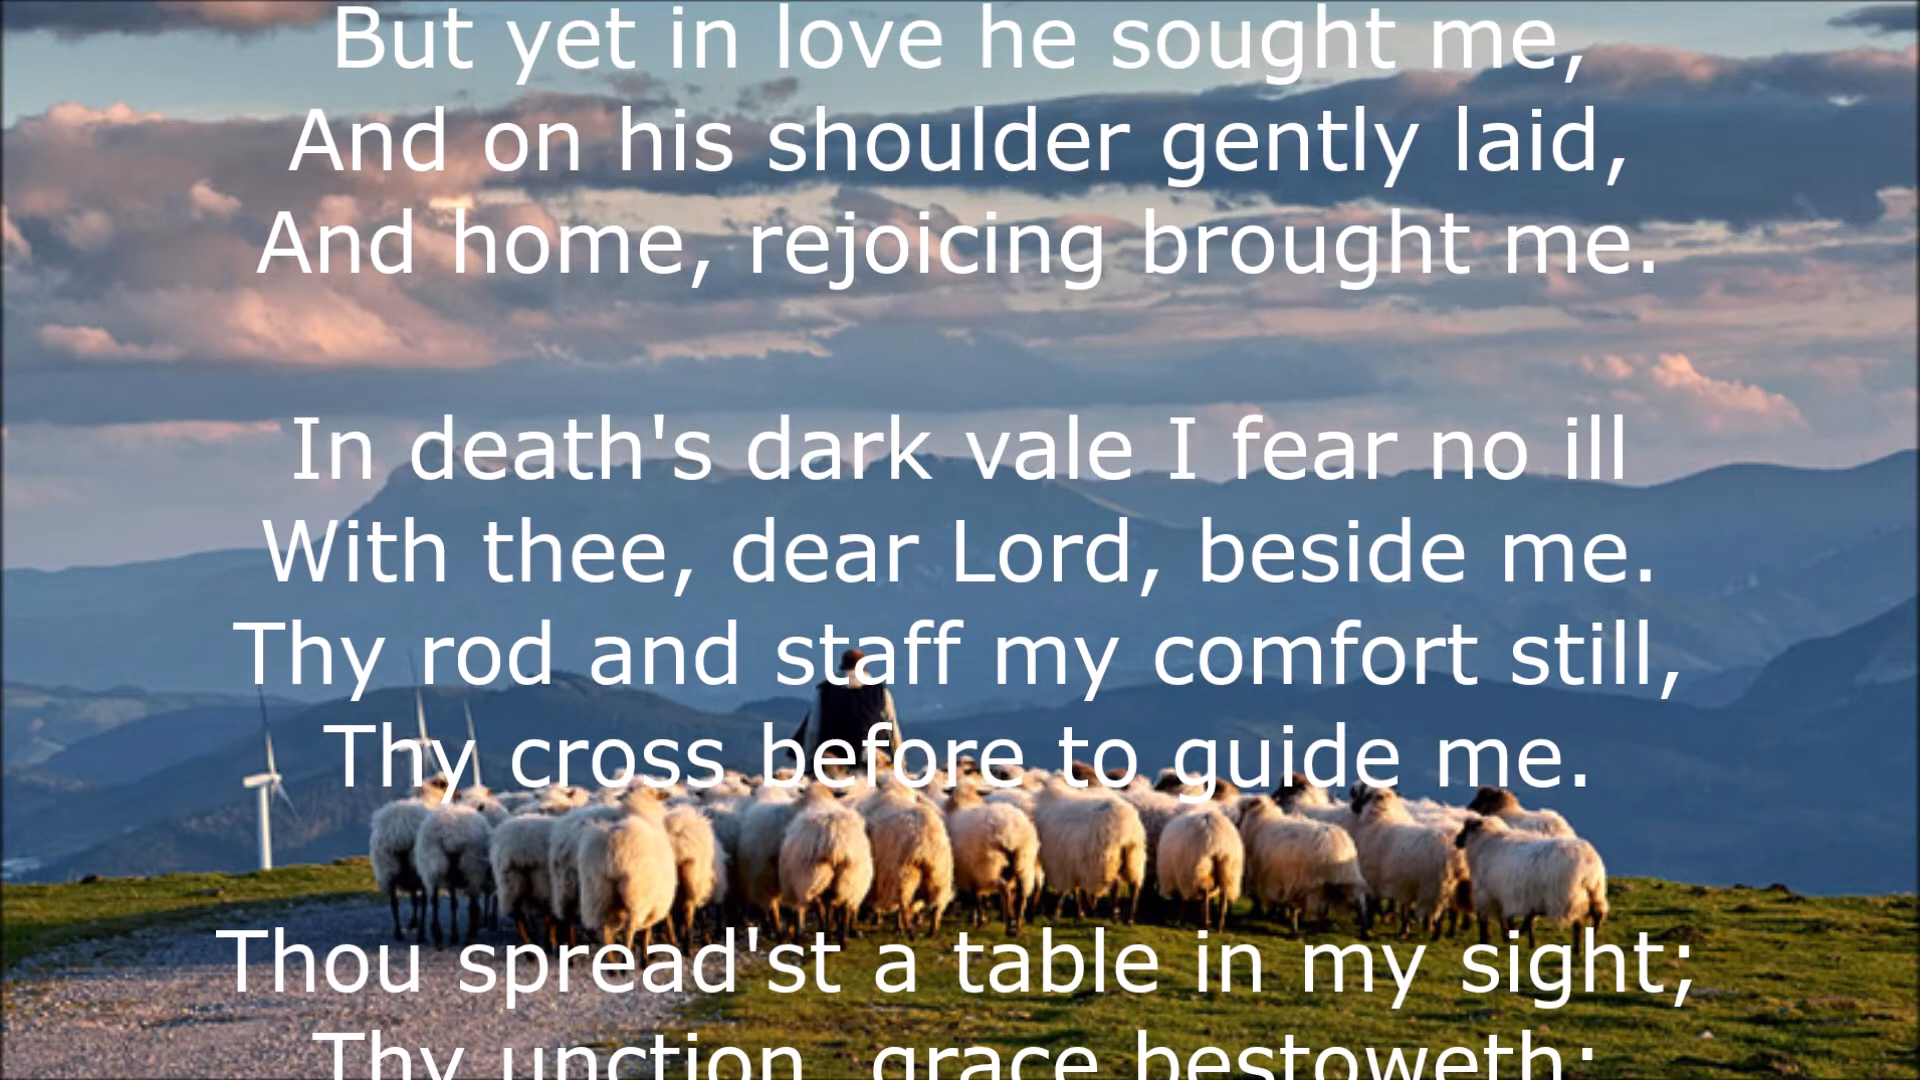 But yet in love he sought me,
And on his shoulder gently laid,
And home, rejoicing brought me.
In death's dark vale I fear no ill
With thee, dear Lord, beside me.
Thy rod and staff my comfort still,
Thy cross before to guide me.
Thou spread'st a table in my sight;
Thy unction, grace bestoweth;